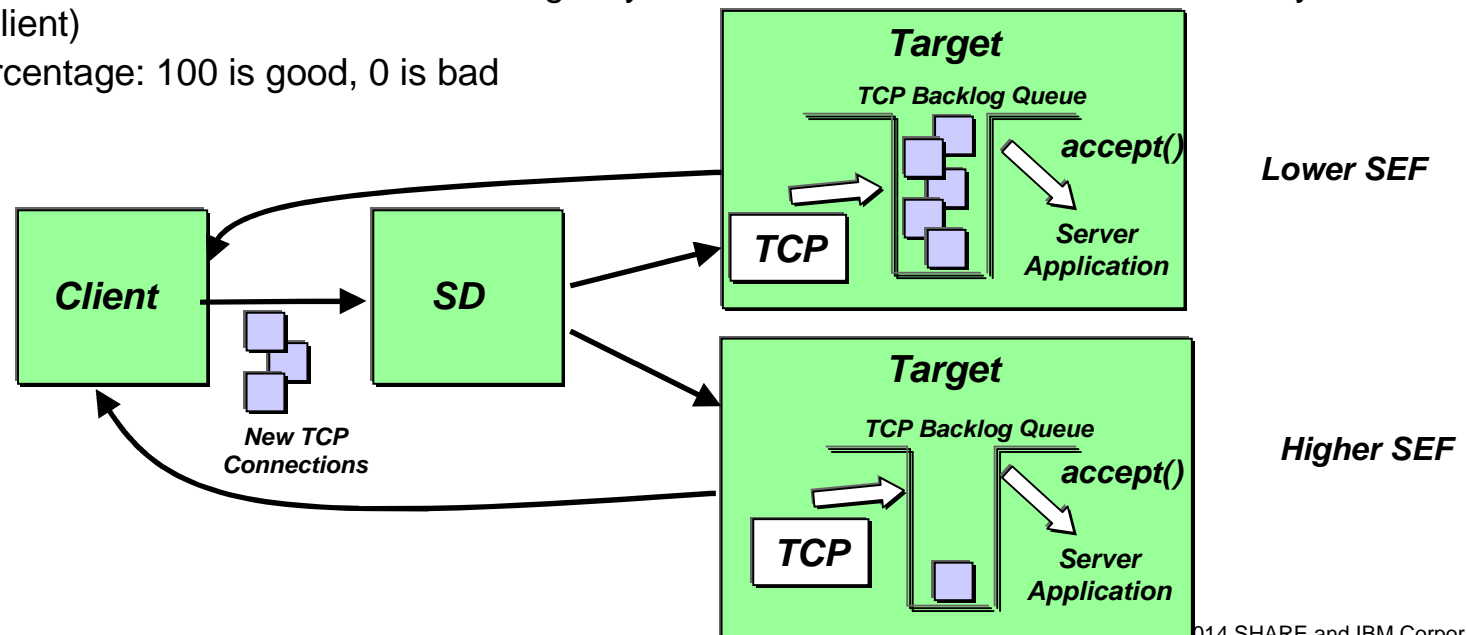 lient)
rcentage: 100 is good, 0 is bad
Target
TCP Backlog Queue
accept()
TCP
Server
Application
Lower SEF
Client
SD
New TCP
Connections
Target
TCP Backlog Queue
accept()
TCP
Server
Application
Higher SEF
014 SHARE and IBM Corpor